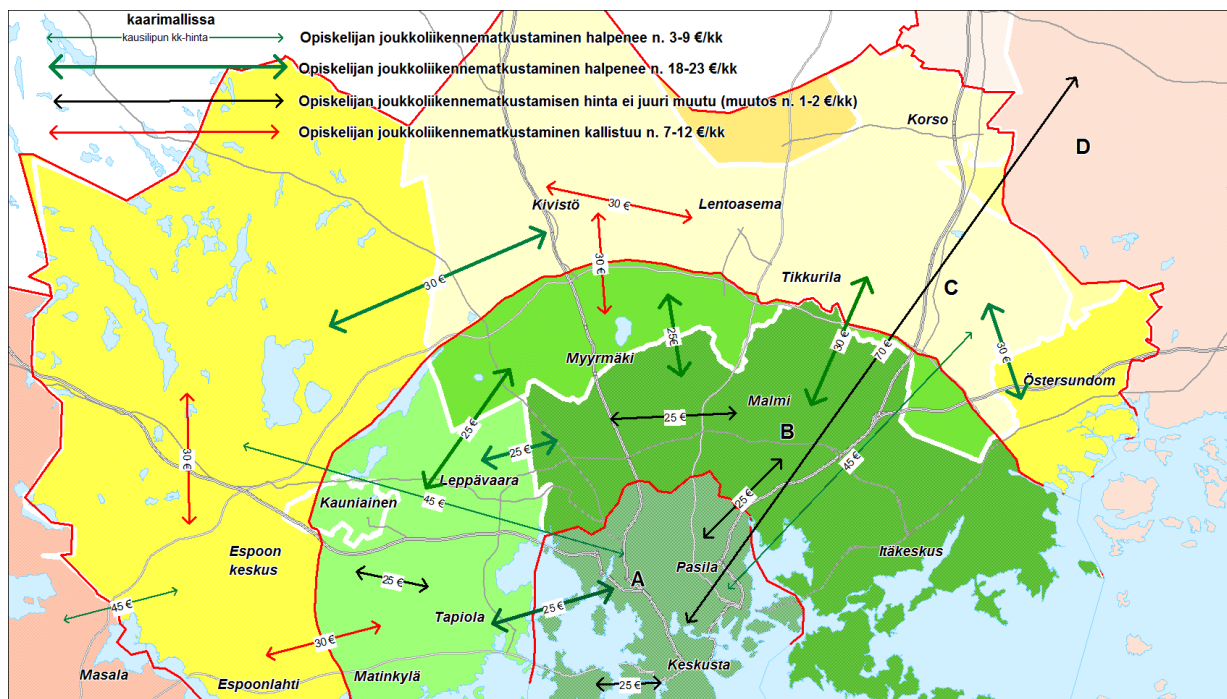 kaarimallissa
kausilipun kk-hinta
Opiskelijan joukkoliikennematkustaminen halpenee n. 3-9 €/kk
Opiskelijan joukkoliikennematkustaminen halpenee n. 18-23 €/kk
Opiskelijan joukkoliikennematkustamisen hinta ei juuri muutu (muutos n. 1-2 €/kk)
Opiskelijan joukkoliikennematkustaminen kallistuu n. 7-12 €/kk
Korso
D
Kivistö
30 €
Lentoasema
30 €
30 €
Tikkurila
C
25€
30 €
70 €
30 €
Myyrmäki
Östersundom
Malmi
25 €
25 €
B
30 €
25 €
45 €
Leppävaara
45 €
Kauniainen
25 €
Espoon
keskus
Itäkeskus
Pasila
A
25 €
45 €
25 €
Tapiola
30 €
Keskusta
Masala
Espoonlahti
Matinkylä
25 €